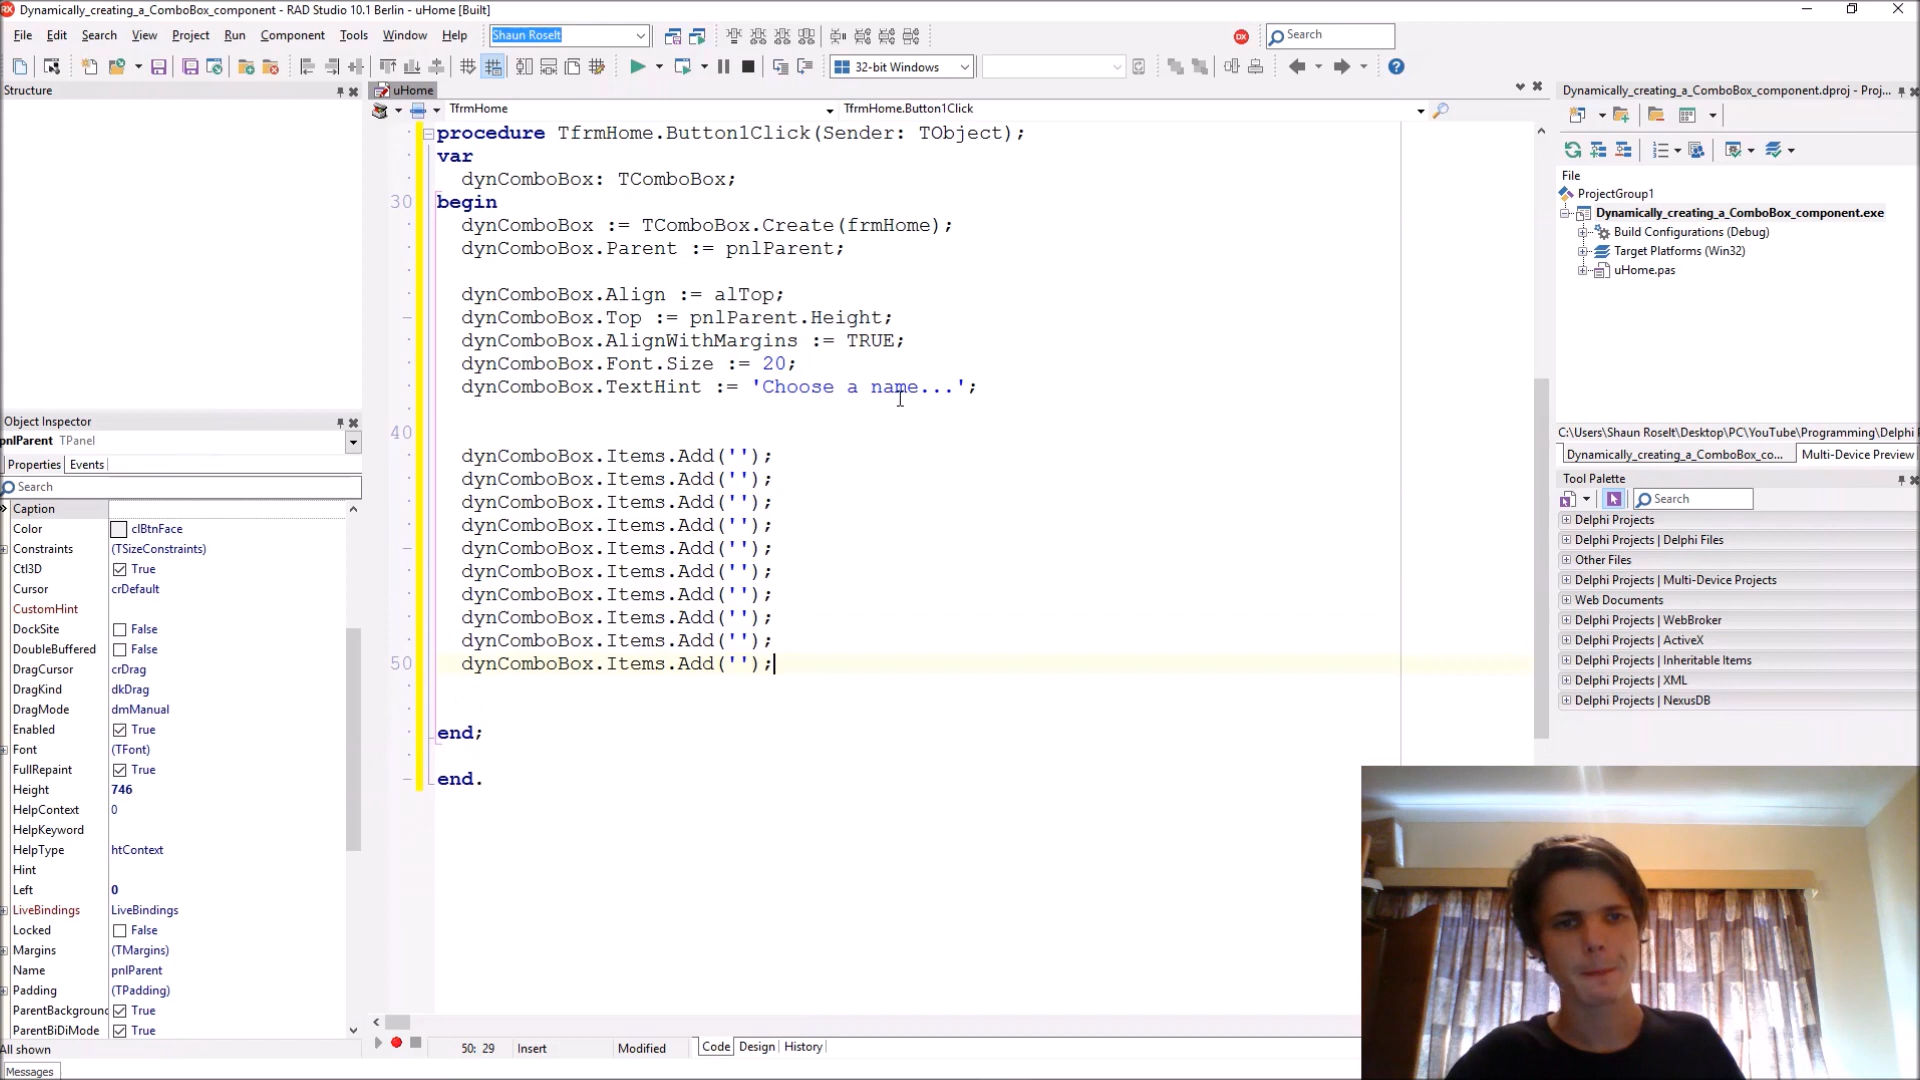 Dynamically_creating_a_ComboBox_component - RAD Studio 10.1 Berlin - uHome [Built]
File Edit Search View Refactor Project Run Component Tools Window Help Shaun Roselt Search
32-bit Windows
Structure
uHome
TfrmHome TfrmHome.Button1Click
procedure TfrmHome.Button1Click(Sender: TObject);
var
dynComboBox: TComboBox;
30 begin
dynComboBox := TComboBox.Create(frmHome);
dynComboBox.Parent := pnlParent;
dynComboBox.Align := alTop;
dynComboBox.Top := pnlParent.Height;
dynComboBox.AlignWithMargins := TRUE;
dynComboBox.Font.Size := 20;
dynComboBox.TextHint := 'Choose a name...';
40
dynComboBox.Items.Add('');
dynComboBox.Items.Add('');
dynComboBox.Items.Add('');
dynComboBox.Items.Add('');
dynComboBox.Items.Add('');
dynComboBox.Items.Add('');
dynComboBox.Items.Add('');
dynComboBox.Items.Add('');
dynComboBox.Items.Add('');
50 dynComboBox.Items.Add('');
end;
end.
50: 29 Insert Modified Code Design History
Object Inspector
pnlParent TPanel
Properties Events
Search
Caption
Color clBtnFace
Constraints (TSizeConstraints)
Ctl3D True
Cursor crDefault
CustomHint
DockSite False
DoubleBuffered False
DragCursor crDrag
DragKind dkDrag
DragMode dmManual
Enabled True
Font (TFont)
FullRepaint True
Height 746
HelpContext 0
HelpKeyword
HelpType htContext
Hint
Left 0
LiveBindings LiveBindings
Locked False
Margins (TMargins)
Name pnlParent
Padding (TPadding)
ParentBackground True
ParentBiDiMode True
All shown
Messages
Dynamically_creating_a_ComboBox_component.dproj - Proj...
File
ProjectGroup1
Dynamically_creating_a_ComboBox_component.exe
Build Configurations (Debug)
Target Platforms (Win32)
uHome.pas
C:\Users\Shaun Roselt\Desktop\PC\YouTube\Programming\Delphi
Dynamically_creating_a_ComboBox_co... Multi-Device Preview
Tool Palette
Search
Delphi Projects
Delphi Projects | Delphi Files
Other Files
Delphi Projects | Multi-Device Projects
Web Documents
Delphi Projects | WebBroker
Delphi Projects | ActiveX
Delphi Projects | Inheritable Items
Delphi Projects | XML
Delphi Projects | NexusDB